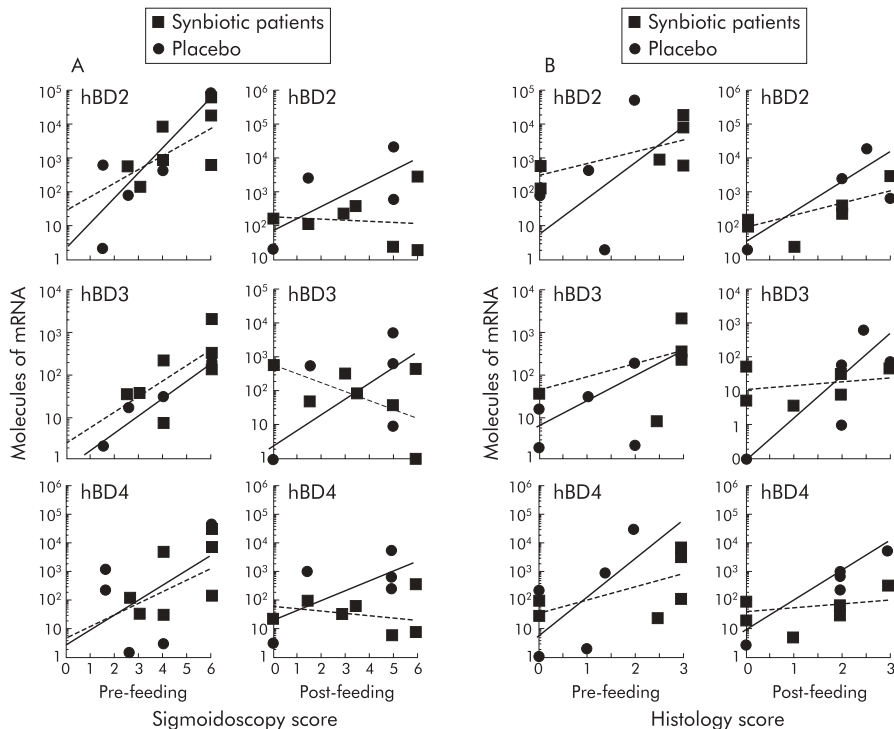 Synbiotic patients
Placebo
A
hBD2
10⁵
10⁴
10³
10²
10
1
hBD2
10⁶
10⁵
10⁴
10³
10²
10
Molecules of mRNA
hBD3
10⁴
10³
10²
10
1
hBD3
10⁵
10⁴
10³
10²
10
1
hBD4
10⁶
10⁵
10⁴
10³
10²
10
1
0 1 2 3 4 5 6
Pre-feeding
hBD4
10⁶
10⁵
10⁴
10³
10²
10
1
0 1 2 3 4 5 6
Post-feeding
Sigmoidoscopy score
Synbiotic patients
Placebo
B
hBD2
10⁵
10⁴
10³
10²
10
1
hBD2
10⁶
10⁵
10⁴
10³
10²
10
Molecules of mRNA
hBD3
10⁴
10³
10²
10
1
hBD3
10⁴
10³
10²
10
1
0
hBD4
10⁶
10⁵
10⁴
10³
10²
10
1
0 1 2 3
Pre-feeding
hBD4
10⁶
10⁵
10⁴
10³
10²
10
1
0 1 2 3
Post-feeding
Histology score